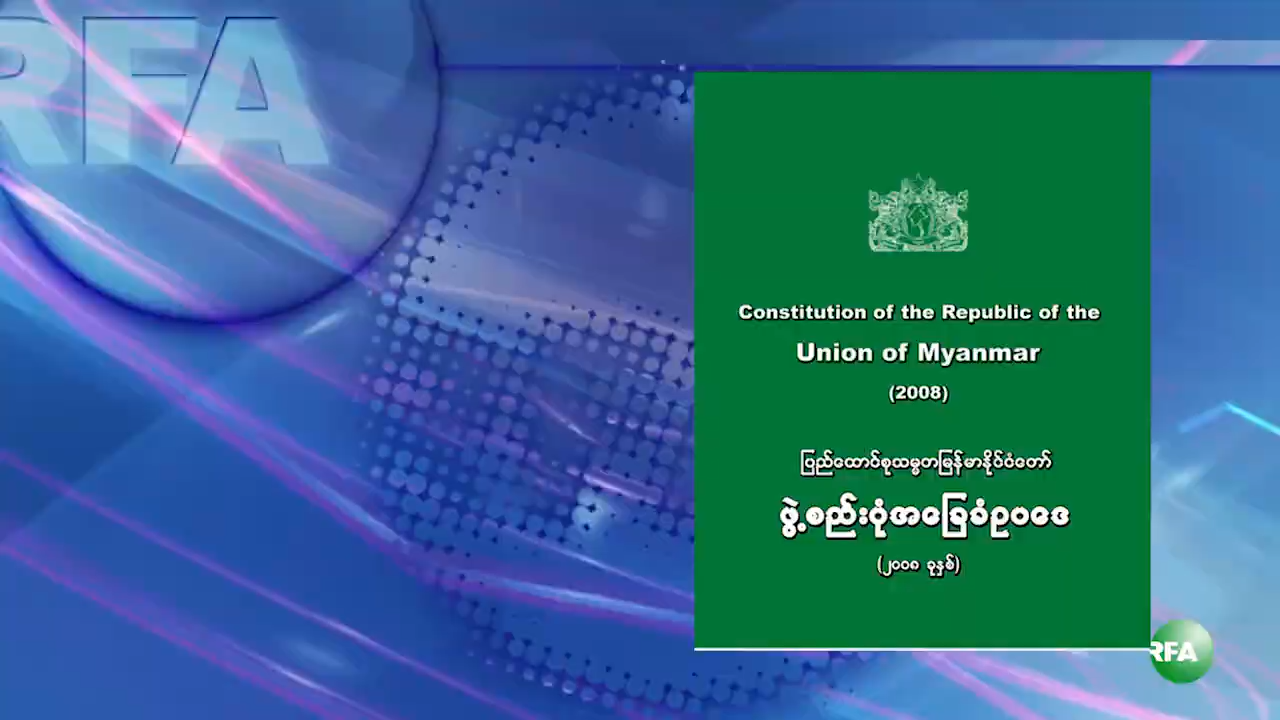 RFA
Constitution of the Republic of the
Union of Myanmar
(2008)
ပြည်ထောင်စုသမ္မတမြန်မာနိုင်ငံတော်
ဖွဲ့စည်းပုံအခြေခံဥပဒေ
(၂၀၀၈ ခုနှစ်)
RFA